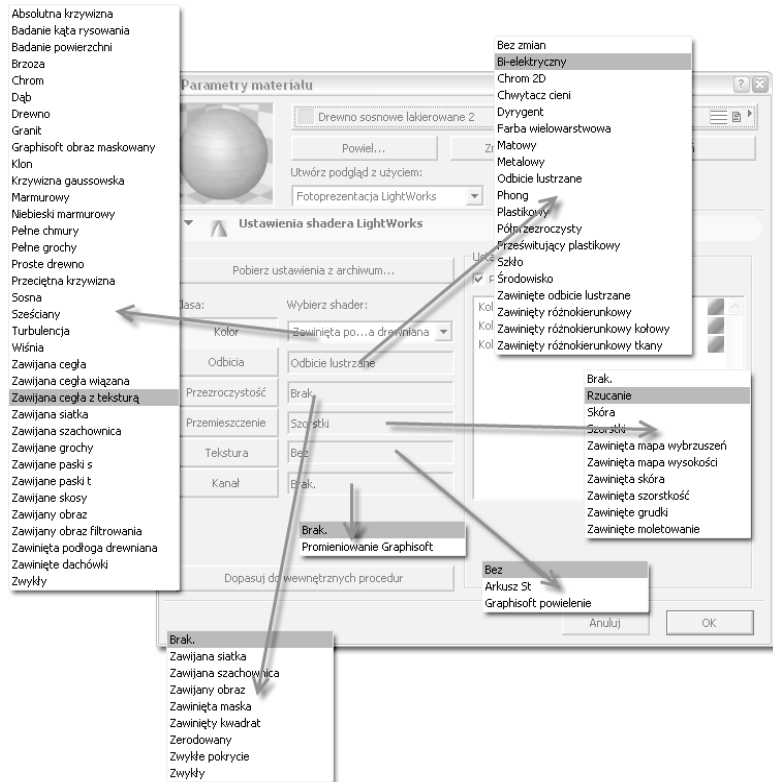 Absolutna krzywizna
Badanie kąta rysowania
Badanie powierzchni
Brzoza
Chrom
Dąb
Drewno
Granit
Graphisoft obraz maskowany
Klon
Krzywizna gaussowska
Marmurowy
Niebieski marmurowy
Pełne chmury
Pełne grochy
Proste drewno
Przeciętna krzywizna
Sosna
Sześciany
Turbulencja
Wiśnia
Zawijana cegła
Zawijana cegła wiązana
Zawijana cegła z teksturą
Zawijana siatka
Zawijana szachownica
Zawijane grochy
Zawijane paski s
Zawijane paski t
Zawijane skosy
Zawijany obraz
Zawijany obraz filtrowania
Zawinięta podłoga drewniana
Zawinięte dachówki
Zwykły
Parametry materiału
Drewno sosnowe lakierowane 2
Powiel...
Utwórz podgląd z użyciem:
Fotoprezentacja LightWorks
Ustawienia shadera LightWorks
Pobierz ustawienia z archiwum...
Wybierz shader:
Kolor
Zawinięta po...a drewniana
Odbicia
Odbicie lustrzane
Przezroczystość
Brak.
Przemieszczenie
Szorstki
Tekstura
Bez
Kanał
Brak.
Dopasuj do wewnętrznych procedur
Kol
Kol
Kol
Anuluj
OK
Bez zmian
Bi-elektryczny
Chrom 2D
Chwytacz cieni
Dyrygent
Farba wielowarstwowa
Matowy
Metalowy
Odbicie lustrzane
Phong
Plastikowy
Półprzezroczysty
Prześwitujący plastikowy
Szkło
Środowisko
Zawinięte odbicie lustrzane
Zawinięty różnokierunkowy
Zawinięty różnokierunkowy kołowy
Zawinięty różnokierunkowy tkany
Brak.
Rzucanie
Skóra
Szorstki
Zawinięta mapa wybrzuszeń
Zawinięta mapa wysokości
Zawinięta skóra
Zawinięta szorstkość
Zawinięte grudki
Zawinięte moletowanie
Brak.
Promieniowanie Graphisoft
Bez
Arkusz St
Graphisoft powielenie
Brak.
Zawijana siatka
Zawijana szachownica
Zawijany obraz
Zawinięta maska
Zawinięty kwadrat
Zerodowany
Zwykłe pokrycie
Zwykły